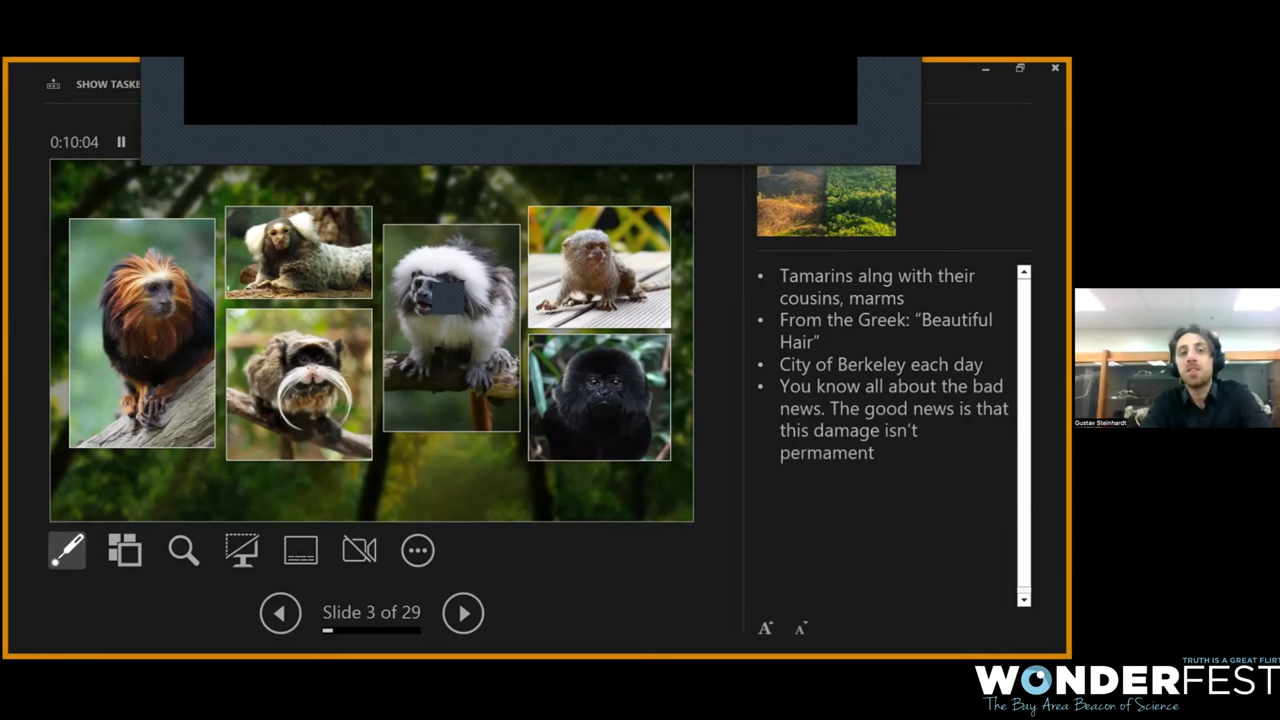 SHOW TASKB
0:10:04
• Tamarins alng with their
cousins, marms
• From the Greek: “Beautiful
Hair”
• City of Berkeley each day
• You know all about the bad
news. The good news is that
this damage isn’t
permament
Slide 3 of 29
A A
Gustav Steinhardt
TRUTH IS A GREAT FLIRT
WONDERFEST
The Bay Area Beacon of Science